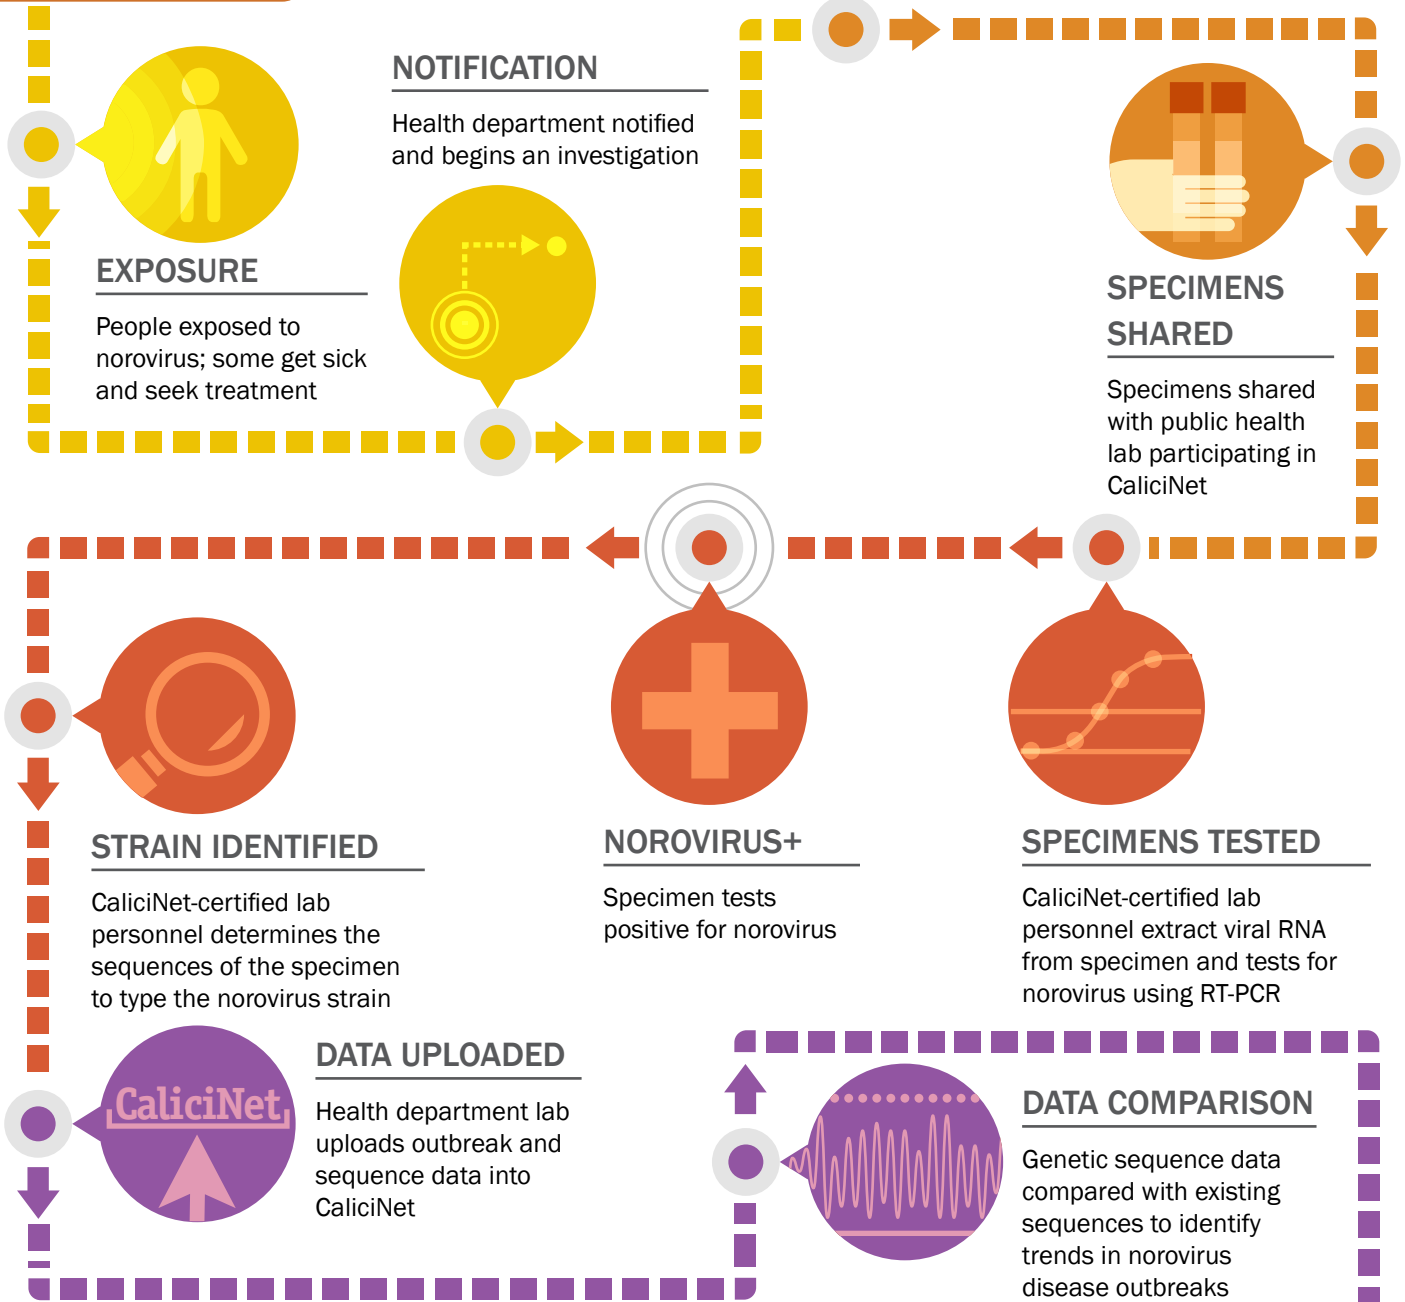 EXPOSURE
People exposed to
norovirus; some get sick
and seek treatment
NOTIFICATION
Health department notified
and begins an investigation
SPECIMENS
SHARED
Specimens shared
with public health
lab participating in
CaliciNet
SPECIMENS TESTED
CaliciNet-certified lab
personnel extract viral RNA
from specimen and tests for
norovirus using RT-PCR
NOROVIRUS+
Specimen tests
positive for norovirus
STRAIN IDENTIFIED
CaliciNet-certified lab
personnel determines the
sequences of the specimen
to type the norovirus strain
CaliciNet
DATA UPLOADED
Health department lab
uploads outbreak and
sequence data into
CaliciNet
DATA COMPARISON
Genetic sequence data
compared with existing
sequences to identify
trends in norovirus
disease outbreaks